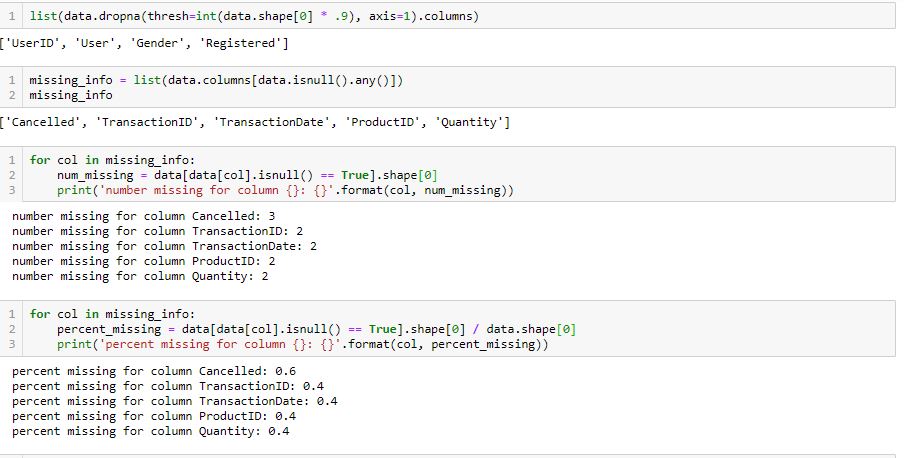 1 list(data.dropna(thresh=int(data.shape[0] * .9), axis=1).columns)
['UserID', 'User', 'Gender', 'Registered']
1 missing_info = list(data.columns[data.isnull().any()])
2 missing_info
['Cancelled', 'TransactionID', 'TransactionDate', 'ProductID', 'Quantity']
1 for col in missing_info:
2     num_missing = data[data[col].isnull() == True].shape[0]
3     print('number missing for column {}: {}'.format(col, num_missing))
number missing for column Cancelled: 3
number missing for column TransactionID: 2
number missing for column TransactionDate: 2
number missing for column ProductID: 2
number missing for column Quantity: 2
1 for col in missing_info:
2     percent_missing = data[data[col].isnull() == True].shape[0] / data.shape[0]
3     print('percent missing for column {}: {}'.format(col, percent_missing))
percent missing for column Cancelled: 0.6
percent missing for column TransactionID: 0.4
percent missing for column TransactionDate: 0.4
percent missing for column ProductID: 0.4
percent missing for column Quantity: 0.4